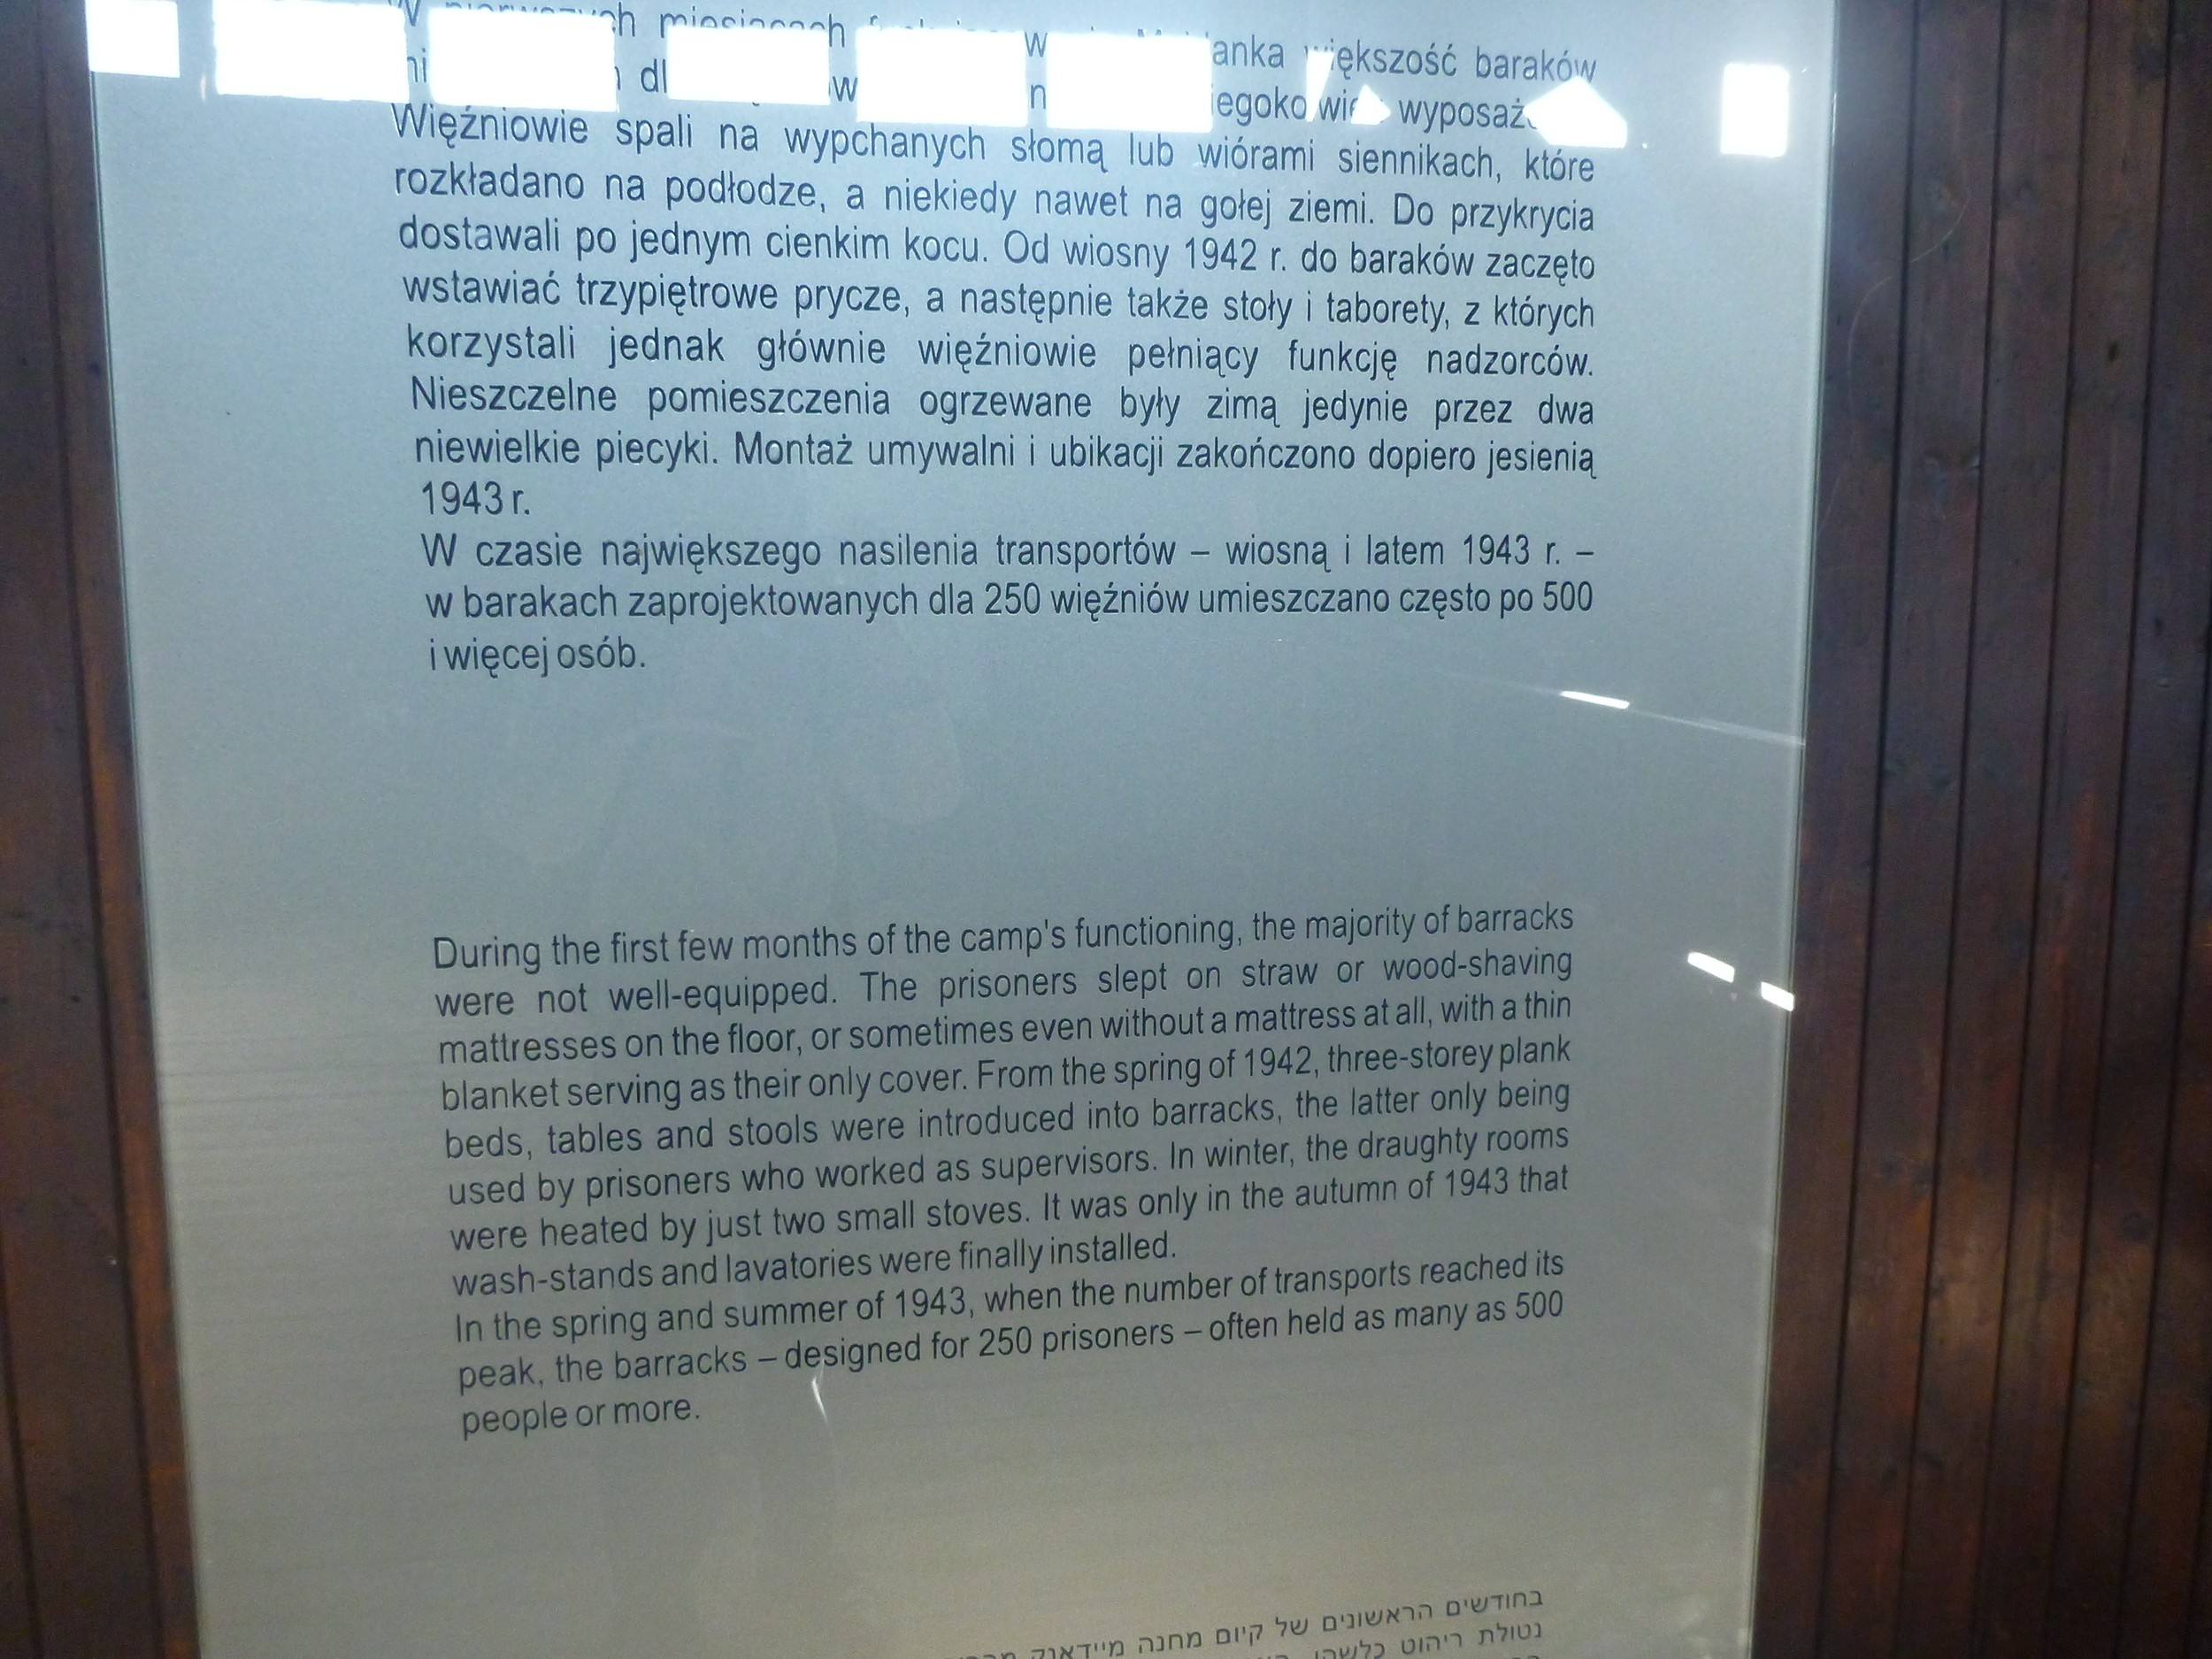 W pierwszych miesiącach większość baraków
dl
Więźniowie spali na wypchanych słomą lub wiórami siennikach, które
rozkładano na podłodze, a niekiedy nawet na gołej ziemi. Do przykrycia
dostawali po jednym cienkim kocu. Od wiosny 1942 r. do baraków zaczęto
wstawiać trzypiętrowe prycze, a następnie także stoły i taborety, z których
korzystali jednak głównie więźniowie pełniący funkcję nadzorców.
Nieszczelne pomieszczenia ogrzewane były zimą jedynie przez dwa
niewielkie piecyki. Montaż umywalni i ubikacji zakończono dopiero jesienią
1943 r.
W czasie największego nasilenia transportów – wiosną i latem 1943 r. –
w barakach zaprojektowanych dla 250 więźniów umieszczano często po 500
i więcej osób.
During the first few months of the camp's functioning, the majority of barracks
were not well-equipped. The prisoners slept on straw or wood-shaving
mattresses on the floor, or sometimes even without a mattress at all, with a thin
blanket serving as their only cover. From the spring of 1942, three-storey plank
beds, tables and stools were introduced into barracks, the latter only being
used by prisoners who worked as supervisors. In winter, the draughty rooms
were heated by just two small stoves. It was only in the autumn of 1943 that
wash-stands and lavatories were finally installed.
In the spring and summer of 1943, when the number of transports reached its
peak, the barracks – designed for 250 prisoners – often held as many as 500
people or more.
בחודשים הראשונים של קיום מחנה מיידאנק
נטולת ריהוט כלשהו.